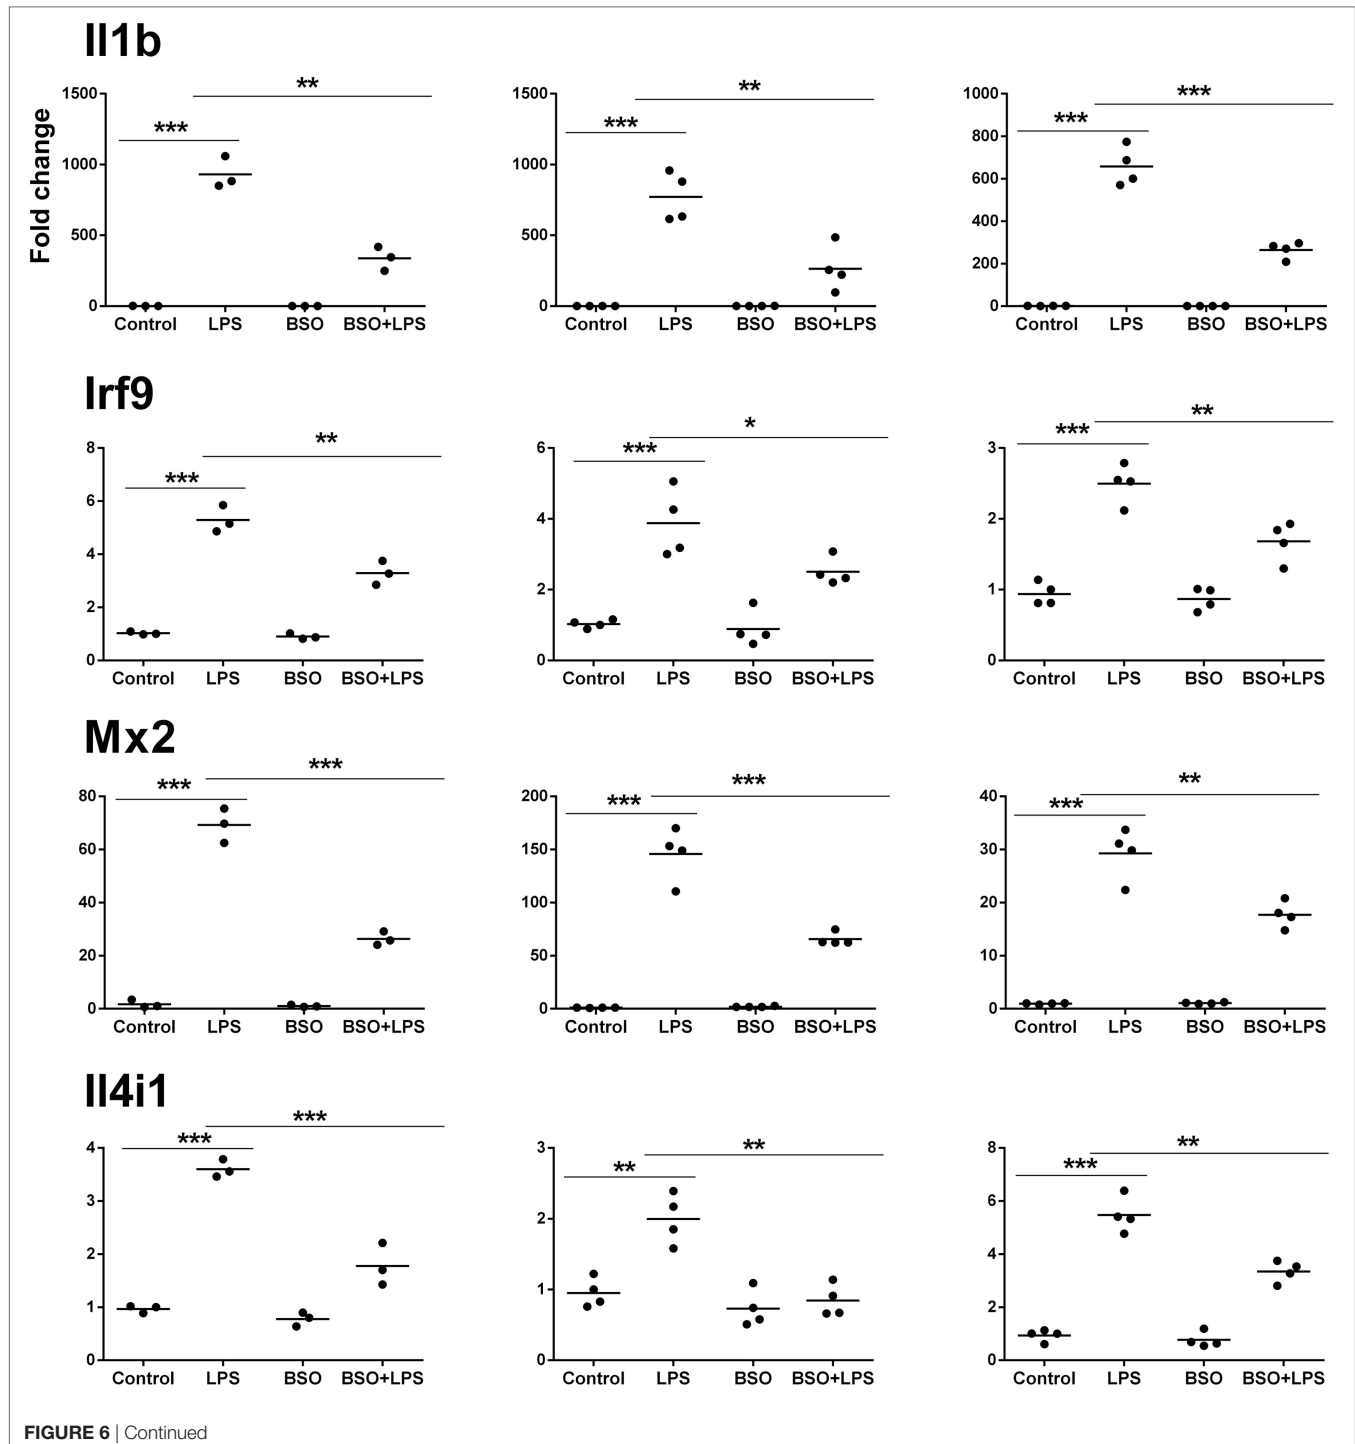 Il1b
Fold change
** ** ***
*** *** ***
1500 1500 1000
1000 1000 800
600
500 500 400
200
0 0 0
Control LPS BSO BSO+LPS Control LPS BSO BSO+LPS Control LPS BSO BSO+LPS
Irf9
** * **
*** *** ***
8 6 3
6 4 2
4 2 1
2
0 0 0
Control LPS BSO BSO+LPS Control LPS BSO BSO+LPS Control LPS BSO BSO+LPS
Mx2
*** *** **
*** *** ***
80 200 40
60 150 30
40 100 20
20 50 10
0 0 0
Control LPS BSO BSO+LPS Control LPS BSO BSO+LPS Control LPS BSO BSO+LPS
Il4i1
*** ** **
*** ** ***
4 3 8
3 2 6
2 1 4
1 2
0 0 0
Control LPS BSO BSO+LPS Control LPS BSO BSO+LPS Control LPS BSO BSO+LPS
FIGURE 6 | Continued